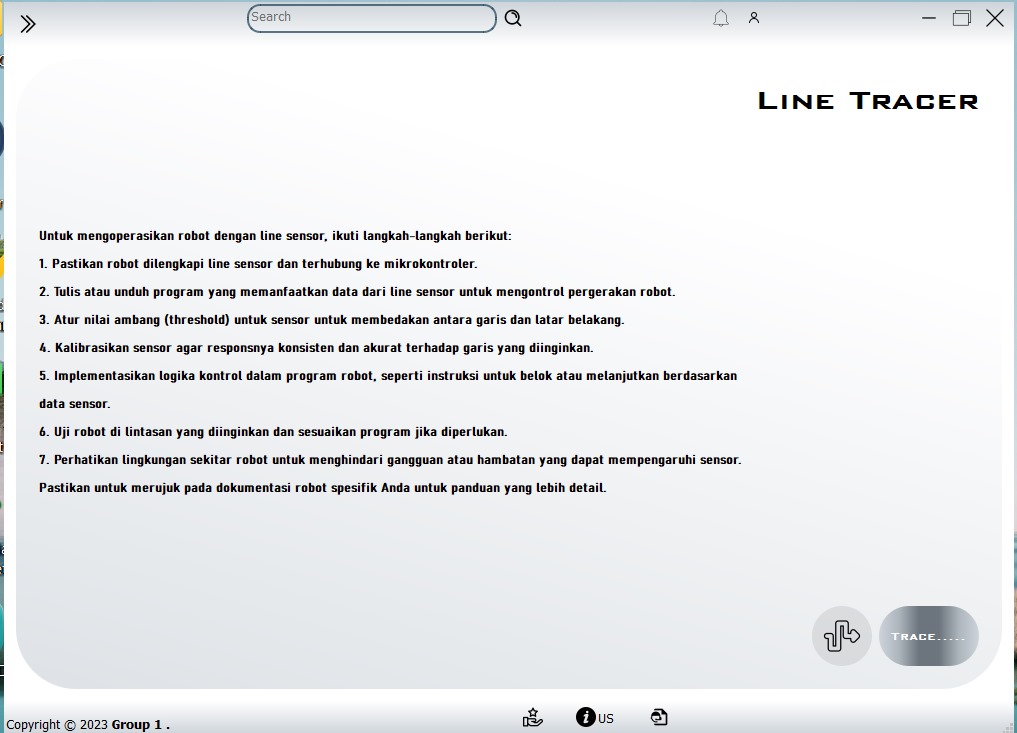 Search
Line Tracer
Untuk mengoperasikan robot dengan line sensor, ikuti langkah-langkah berikut:
1. Pastikan robot dilengkapi line sensor dan terhubung ke mikrokontroler.
2. Tulis atau unduh program yang memanfaatkan data dari line sensor untuk mengontrol pergerakan robot.
3. Atur nilai ambang (threshold) untuk sensor untuk membedakan antara garis dan latar belakang.
4. Kalibrasikan sensor agar responsnya konsisten dan akurat terhadap garis yang diinginkan.
5. Implementasikan logika kontrol dalam program robot, seperti instruksi untuk belok atau melanjutkan berdasarkan
data sensor.
6. Uji robot di lintasan yang diinginkan dan sesuaikan program jika diperlukan.
7. Perhatikan lingkungan sekitar robot untuk menghindari gangguan atau hambatan yang dapat mempengaruhi sensor.
Pastikan untuk merujuk pada dokumentasi robot spesifik Anda untuk panduan yang lebih detail.
Trace.....
US
Copyright © 2023 Group 1 .